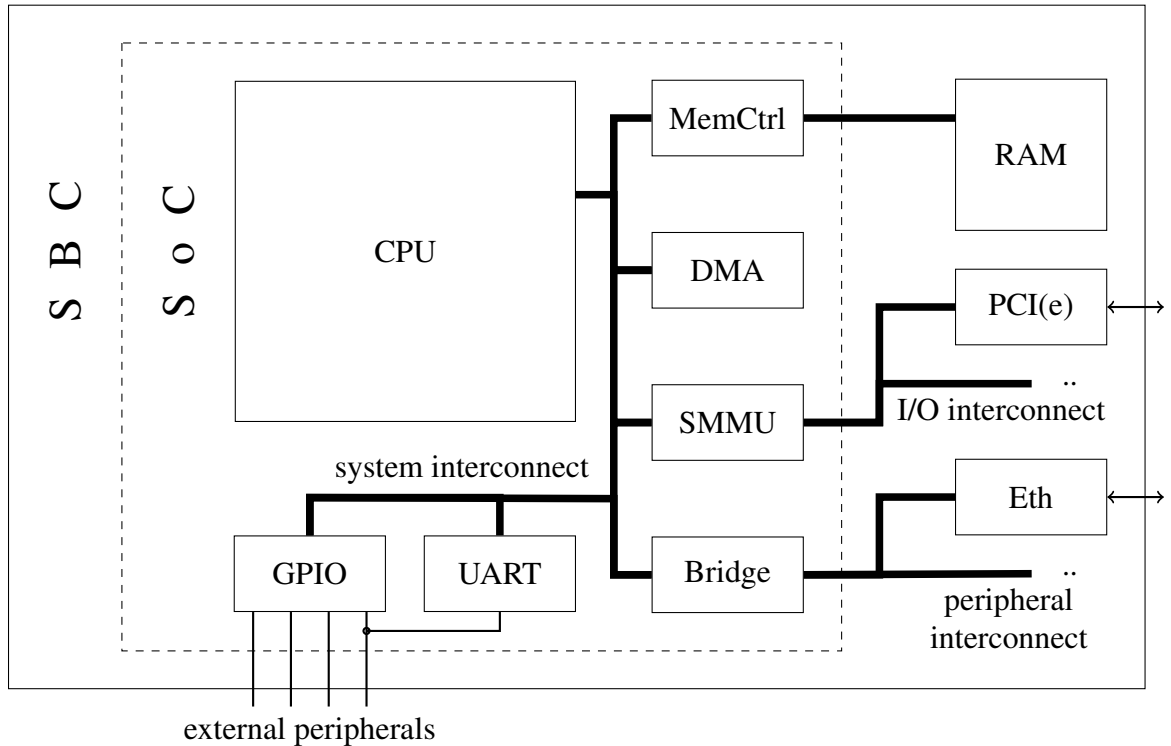 S B C
S o C
CPU
MemCtrl
RAM
DMA
PCI(e)
..
I/O interconnect
SMMU
system interconnect
Eth
GPIO
UART
Bridge
..
peripheral
interconnect
external peripherals